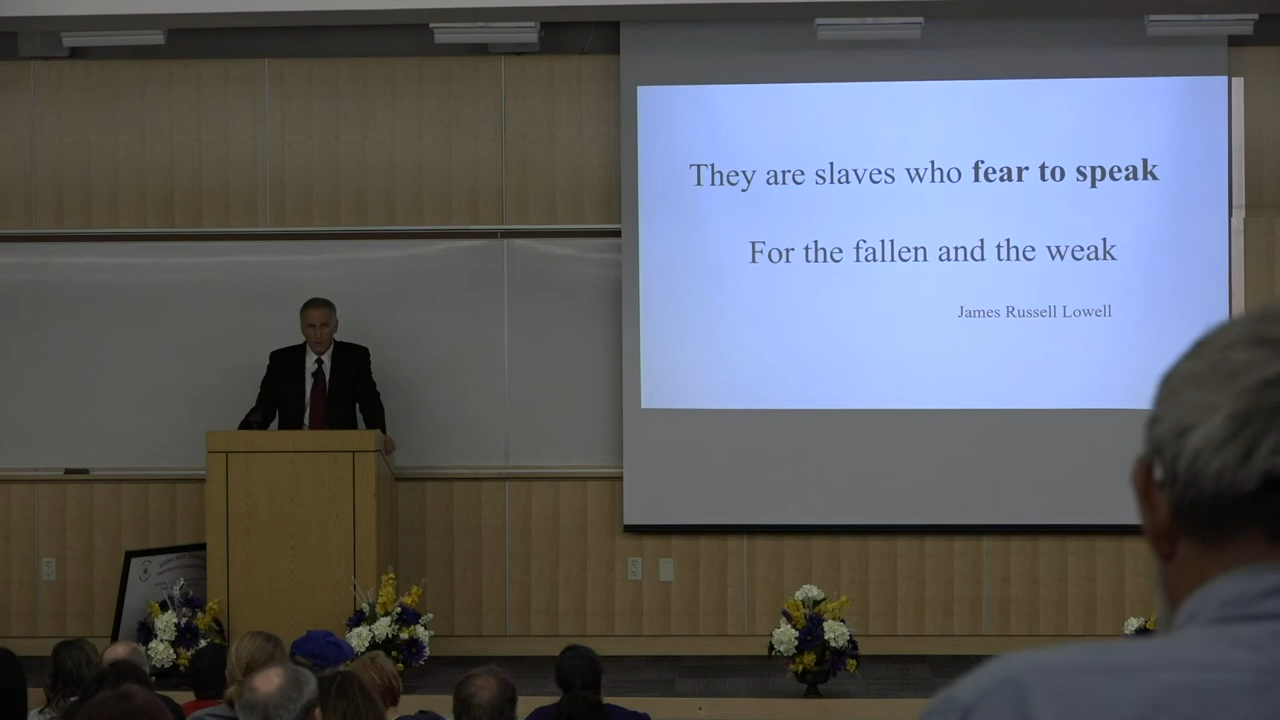 They are slaves who fear to speak
For the fallen and the weak
James Russell Lowell